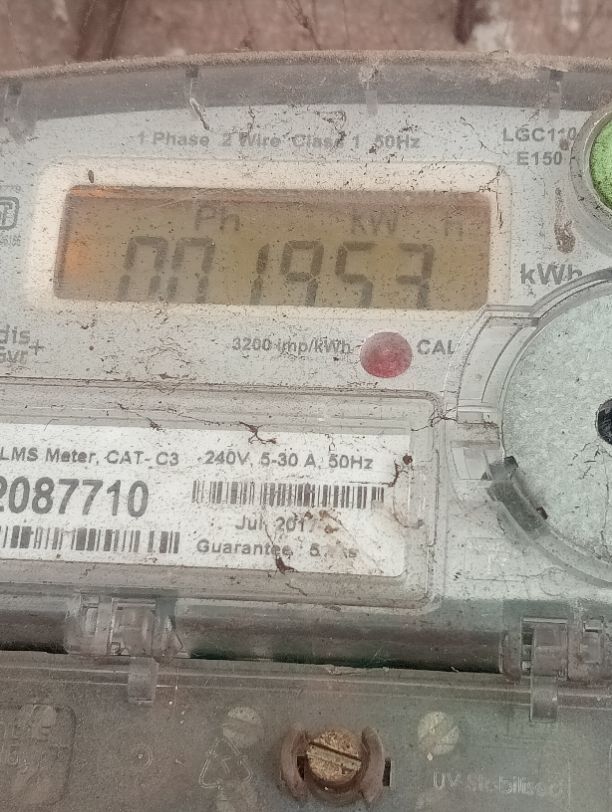 1 Phase 2 Wire Class 1 50Hz
LGC110
E150
Ph kW h
001953
kWh
3200 imp/kWh
CAL
LMS Meter, CAT- C3 -240V, 5-30 A, 50Hz
2087710
Jul 2017
Guarantee
UV Stabilised